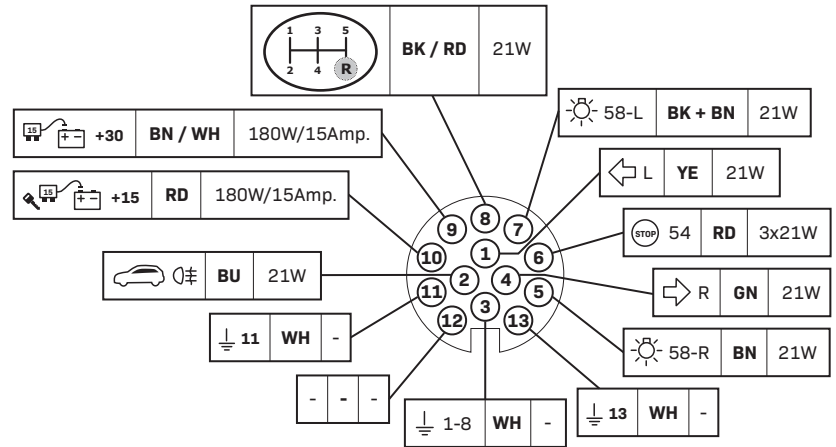 1 3 5
2 4 R
BK / RD 21W
58-L BK + BN 21W
15 + - +30 BN / WH 180W/15Amp.
L YE 21W
15 + - +15 RD 180W/15Amp.
STOP 54 RD 3x21W
BU 21W
R GN 21W
11 WH -
58-R BN 21W
- - -
1-8 WH -
13 WH -
8
9 7
1
10 6
2 4
11 5
3
12 13